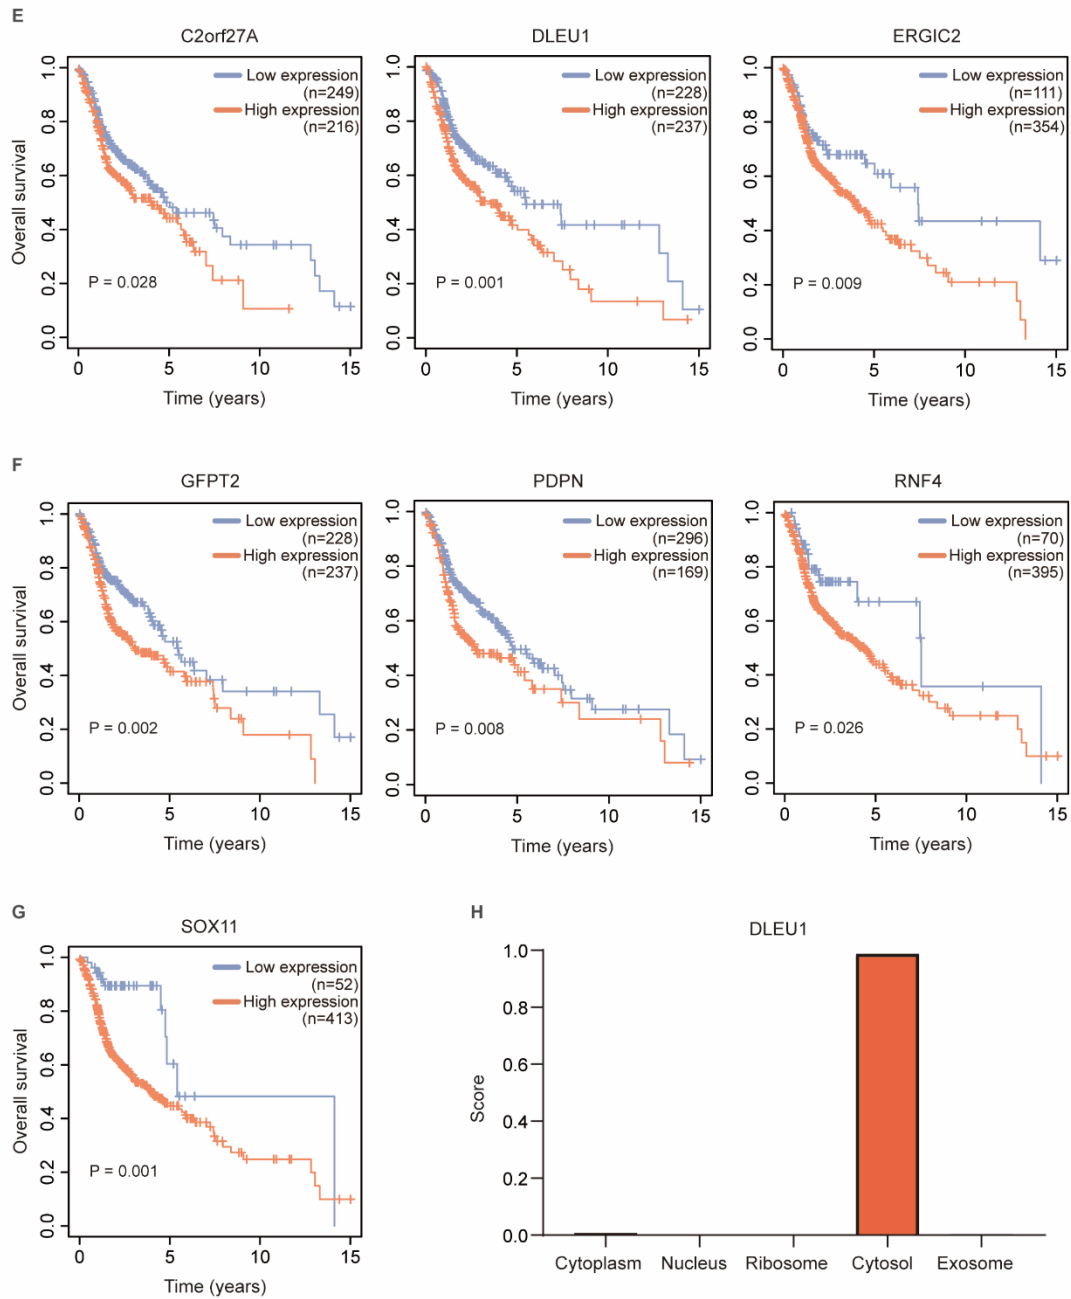 E
C2orf27A
DLEU1
ERGIC2
Overall survival
1.0
0.8
0.6
0.4
0.2
0.0
Low expression
(n=249)
High expression
(n=216)
P = 0.028
0 5 10 15
Time (years)
1.0
0.8
0.6
0.4
0.2
0.0
Low expression
(n=228)
High expression
(n=237)
P = 0.001
0 5 10 15
Time (years)
1.0
0.8
0.6
0.4
0.2
0.0
Low expression
(n=111)
High expression
(n=354)
P = 0.009
0 5 10 15
Time (years)
F
GFPT2
PDPN
RNF4
Overall survival
1.0
0.8
0.6
0.4
0.2
0.0
Low expression
(n=228)
High expression
(n=237)
P = 0.002
0 5 10 15
Time (years)
1.0
0.8
0.6
0.4
0.2
0.0
Low expression
(n=296)
High expression
(n=169)
P = 0.008
0 5 10 15
Time (years)
1.0
0.8
0.6
0.4
0.2
0.0
Low expression
(n=70)
High expression
(n=395)
P = 0.026
0 5 10 15
Time (years)
G
SOX11
Overall survival
1.0
0.8
0.6
0.4
0.2
0.0
Low expression
(n=52)
High expression
(n=413)
P = 0.001
0 5 10 15
Time (years)
H
DLEU1
Score
1.0
0.8
0.6
0.4
0.2
0.0
Cytoplasm Nucleus Ribosome Cytosol Exosome